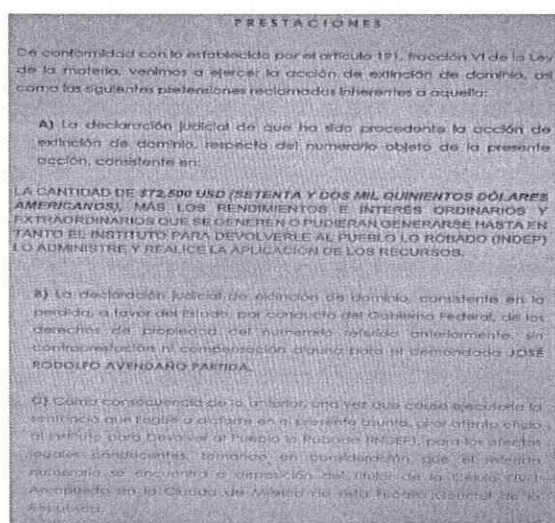 PRESTACIONES
De conformidad con lo establecido por el artículo 191, fracción VI de la Ley
de la materia, venimos a ejercer la acción de extinción de dominio, así
como las siguientes pretensiones reclamadas inherentes a aquella:
A) La declaración judicial de que ha sido procedente la acción de
extinción de dominio, respecto del numerario objeto de la presente
acción, consistente en:
LA CANTIDAD DE $72,500 USD (SETENTA Y DOS MIL QUINIENTOS DÓLARES
AMERICANOS), MÁS LOS RENDIMIENTOS E INTERÉS ORDINARIOS Y
EXTRAORDINARIOS QUE SE GENEREN O PUDIERAN GENERARSE HASTA EN
TANTO EL INSTITUTO PARA DEVOLVERLE AL PUEBLO LO ROBADO (INDEP)
LO ADMINISTRE Y REALICE LA APLICACIÓN DE LOS RECURSOS.
B) La declaración judicial de extinción de dominio, consistente en la
pérdida, a favor del Estado, por conducto del Gobierno Federal, de los
derechos de propiedad del numerario referido anteriormente, sin
contraprestación ni compensación alguna para el demandado JOSÉ
RODOLFO AVENDAÑO PARTIDA.
C) Como consecuencia de lo anterior, una vez que cause ejecutoria la
sentencia que llegue a dictarse en el presente asunto, girar atento oficio
al Instituto para Devolver al Pueblo lo Robado (INDEP), para los efectos
legales conducentes, tomando en consideración que el referido
numerario se encuentra a disposición del Titular de la Célula
en la Ciudad de México de esta Fiscalía General de la
República.